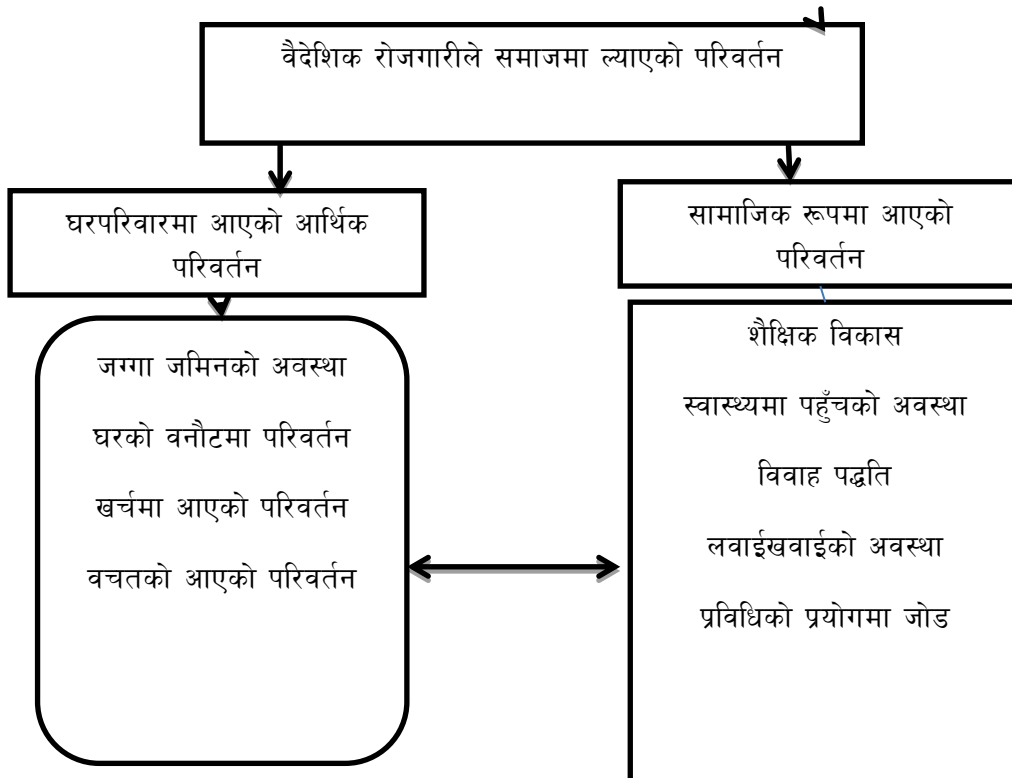 वैदेशिक रोजगारीले समाजमा ल्याएको परिवर्तन
घरपरिवारमा आएको आर्थिक
परिवर्तन
सामाजिक रूपमा आएको
परिवर्तन
जग्गा जमिनको अवस्था
घरको वनौटमा परिवर्तन
खर्चमा आएको परिवर्तन
वचतको आएको परिवर्तन
शैक्षिक विकास
स्वास्थ्यमा पहुँचको अवस्था
विवाह पद्धति
लवाईखवाईको अवस्था
प्रविधिको प्रयोगमा जोड